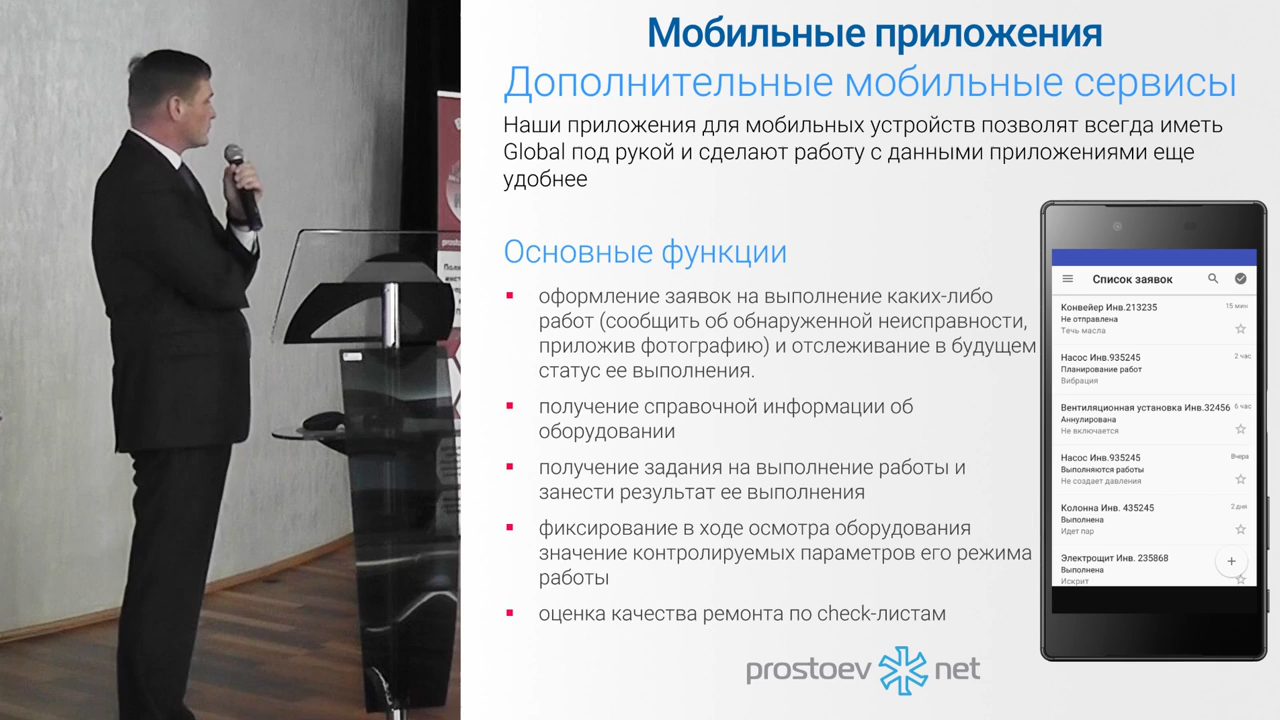 Мобильные приложения
Дополнительные мобильные сервисы
Наши приложения для мобильных устройств позволят всегда иметь
Global под рукой и сделают работу с данными приложениями еще
удобнее
Основные функции
оформление заявок на выполнение каких-либо
работ (сообщить об обнаруженной неисправности,
приложив фотографию) и отслеживание в будущем
статус ее выполнения.
получение справочной информации об
оборудовании
получение задания на выполнение работы и
занести результат ее выполнения
фиксирование в ходе осмотра оборудования
значение контролируемых параметров его режима
работы
оценка качества ремонта по check-листам
Список заявок
Конвейер Инв.213235 15 мин
Не отправлена
Течь масла
Насос Инв.935245 2 час
Планирование работ
Вибрация
Вентиляционная установка Инв.32456 6 час
Аннулирована
Не включается
Насос Инв.935245 Вчера
Выполняются работы
Не создает давления
Колонна Инв. 435245 2 дня
Выполнена
Идет пар
Электрощит Инв. 235868
Выполнена
Искрит
prostoev net